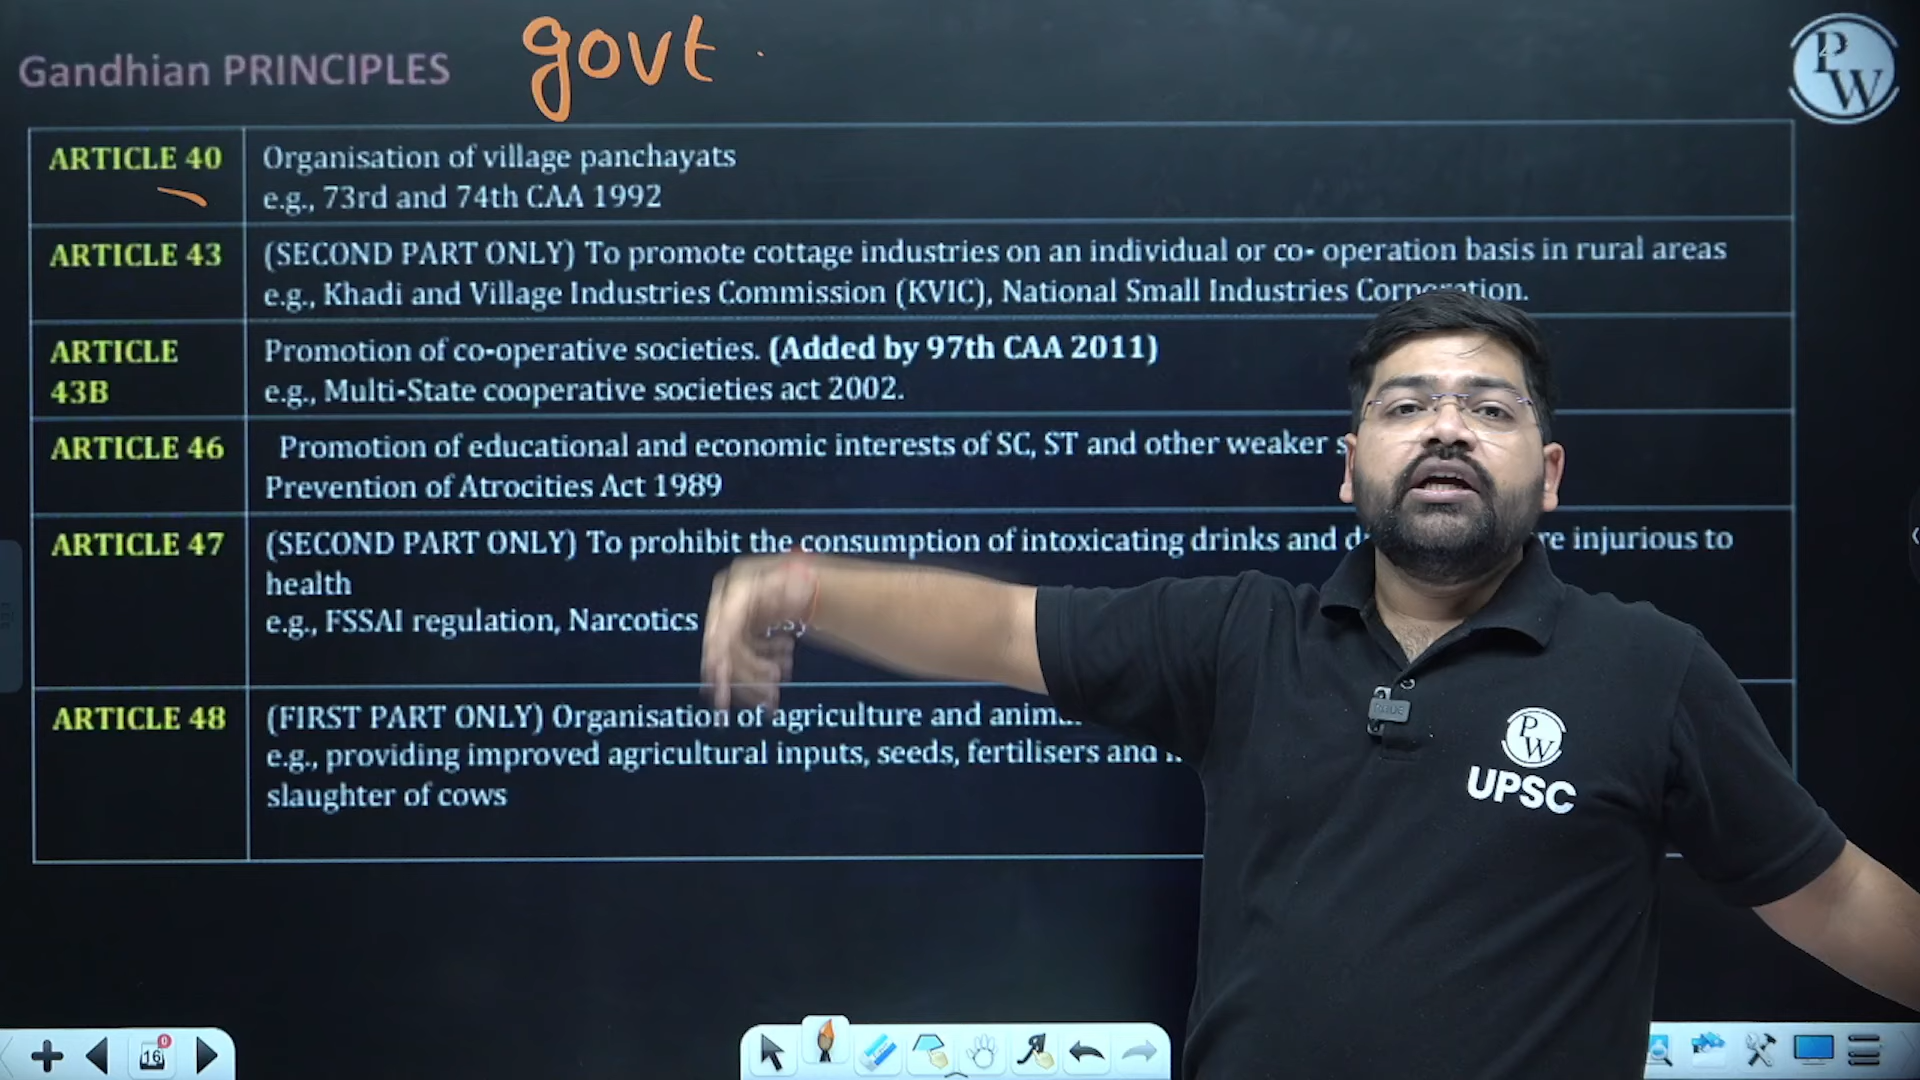 Gandhian PRINCIPLES
govt
PW
ARTICLE 40
Organisation of village panchayats
e.g., 73rd and 74th CAA 1992
ARTICLE 43
(SECOND PART ONLY) To promote cottage industries on an individual or co- operation basis in rural areas
e.g., Khadi and Village Industries Commission (KVIC), National Small Industries Corporation.
ARTICLE
43B
Promotion of co-operative societies. (Added by 97th CAA 2011)
e.g., Multi-State cooperative societies act 2002.
ARTICLE 46
Promotion of educational and economic interests of SC, ST and other weaker
Prevention of Atrocities Act 1989
ARTICLE 47
(SECOND PART ONLY) To prohibit the consumption of intoxicating drinks and injurious to
health
e.g., FSSAI regulation, Narcotics
ARTICLE 48
(FIRST PART ONLY) Organisation of agriculture and
e.g., providing improved agricultural inputs, seeds, fertilisers and
slaughter of cows
PW
UPSC
16
0